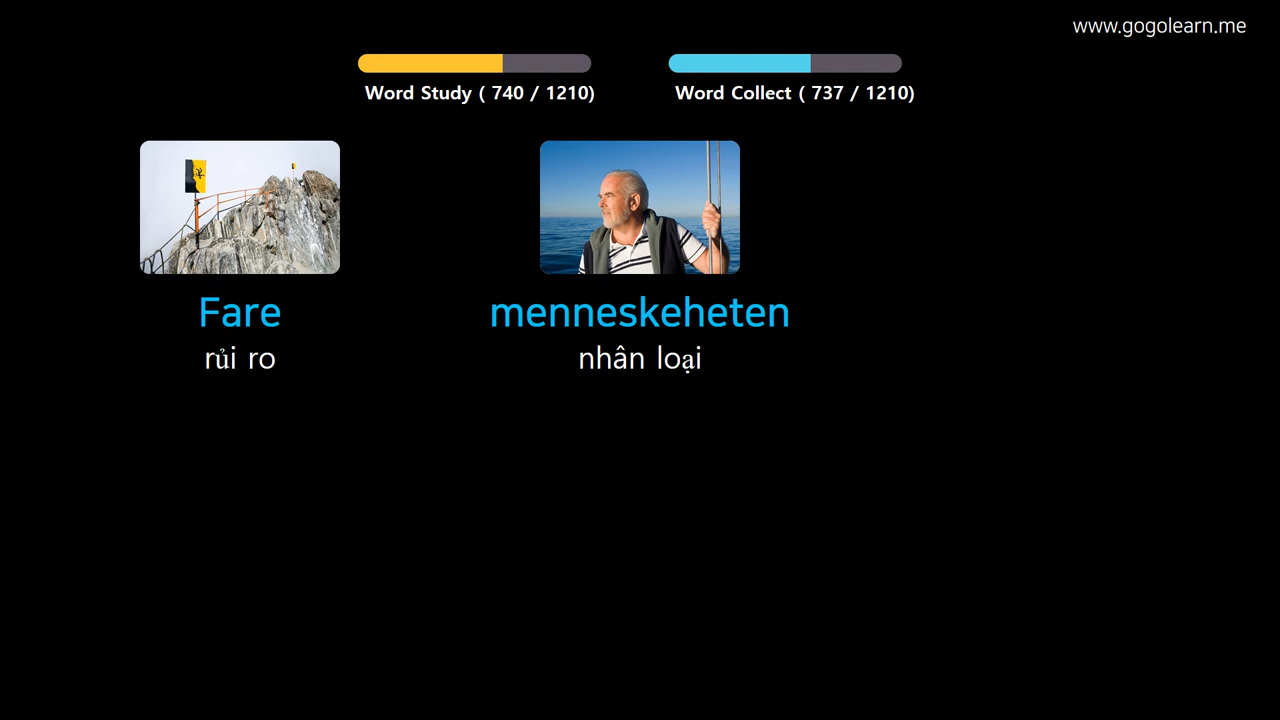 www.gogolearn.me
Word Study ( 740 / 1210)
Word Collect ( 737 / 1210)
Fare
rủi ro
menneskeheten
nhân loại